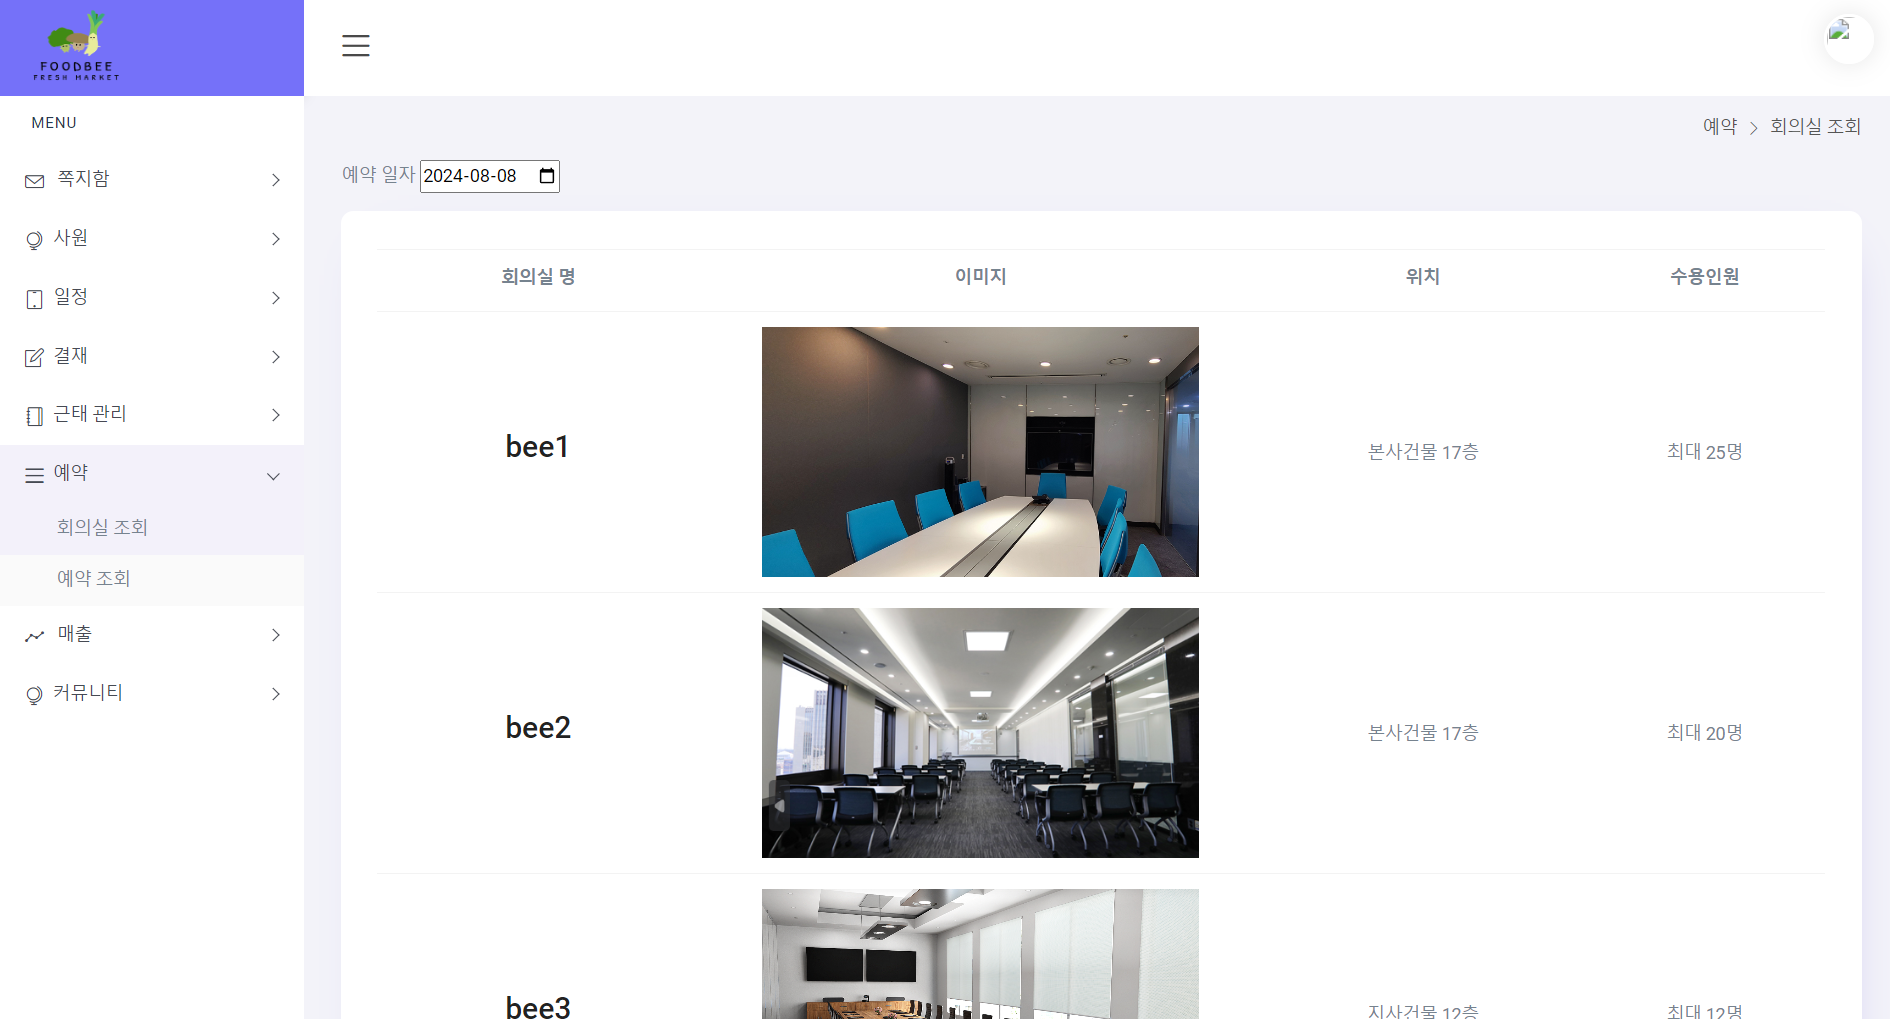 FOODBEE
FRESH MARKET
MENU
쪽지함
사원
일정
결재
근태 관리
예약
회의실 조회
예약 조회
매출
커뮤니티
예약 > 회의실 조회
예약 일자 2024-08-08
회의실 명 이미지 위치 수용인원
bee1 본사건물 17층 최대 25명
bee2 본사건물 17층 최대 20명
bee3 지사건물 12층 최대 12명